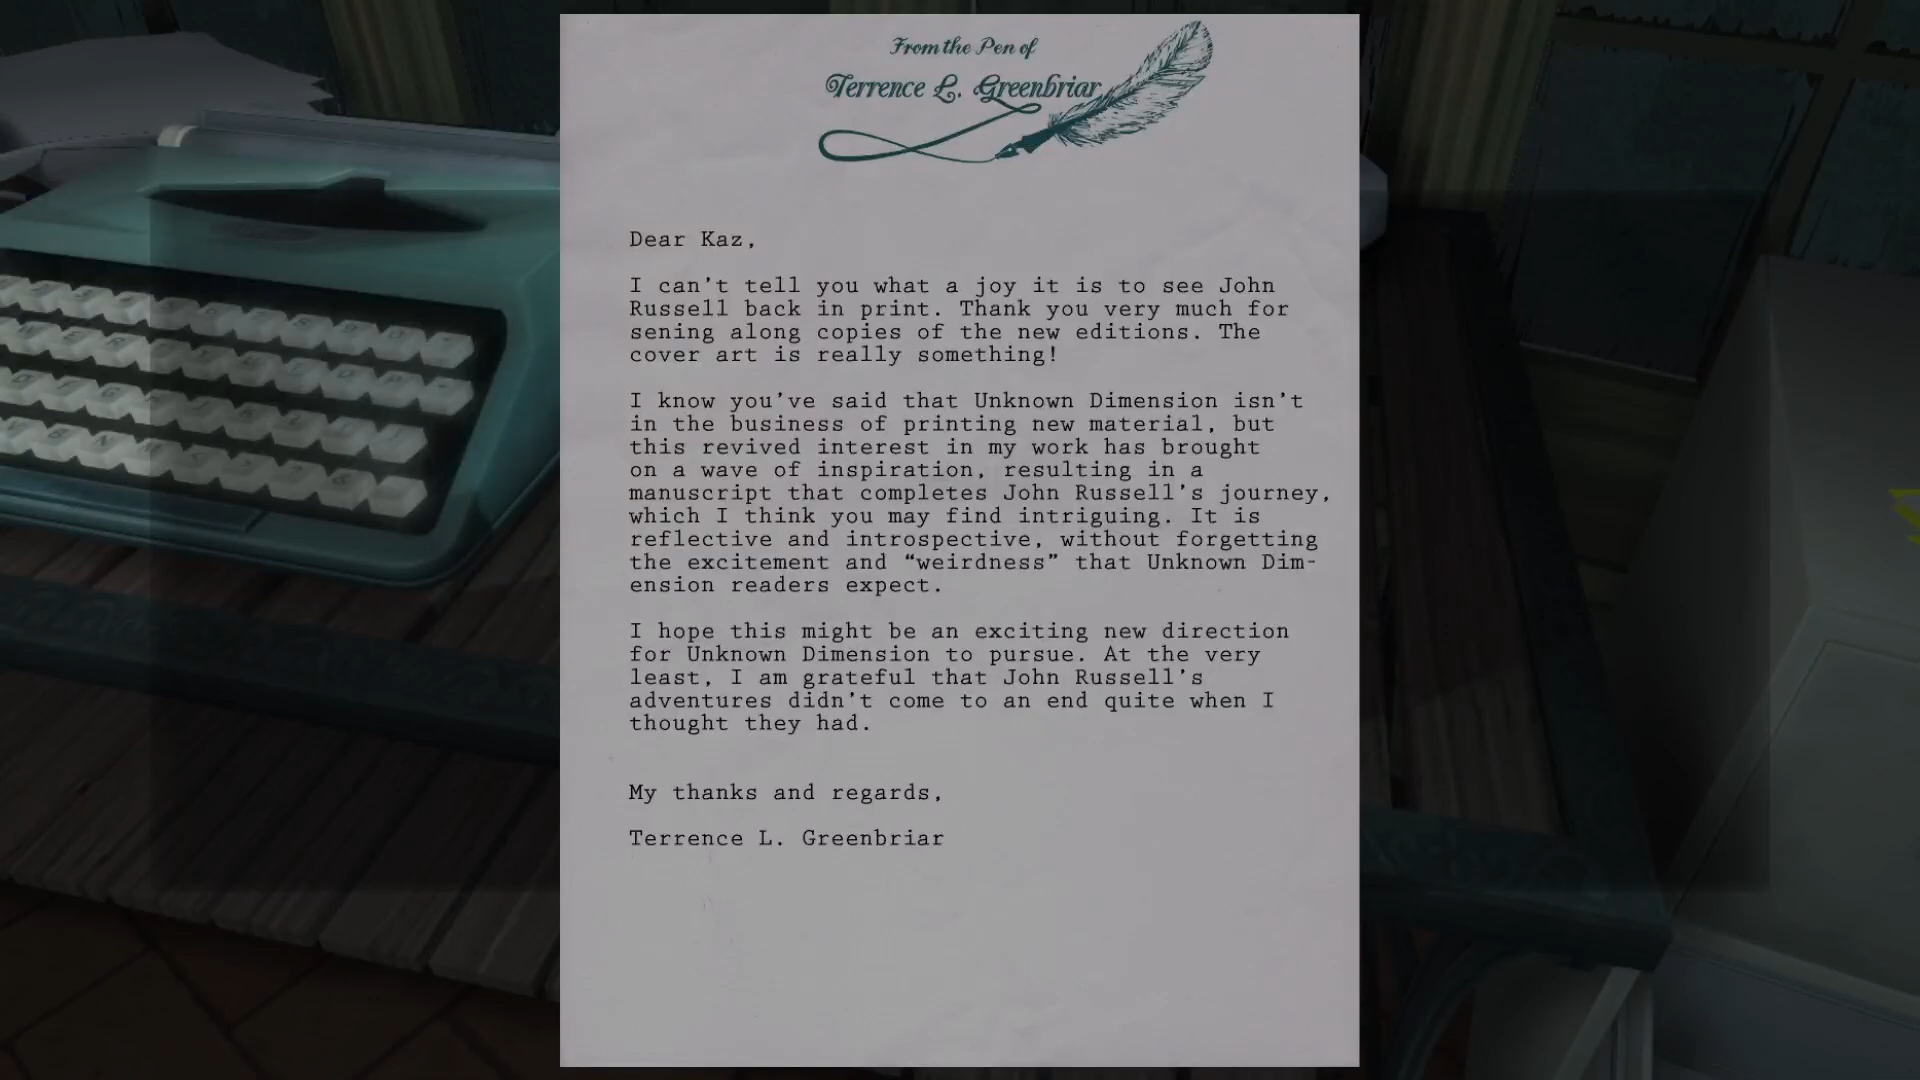 From the Pen of
Terrence L. Greenbriar
Dear Kaz,
I can't tell you what a joy it is to see John
Russell back in print. Thank you very much for
sening along copies of the new editions. The
cover art is really something!
I know you've said that Unknown Dimension isn't
in the business of printing new material, but
this revived interest in my work has brought
on a wave of inspiration, resulting in a
manuscript that completes John Russell's journey,
which I think you may find intriguing. It is
reflective and introspective, without forgetting
the excitement and “weirdness” that Unknown Dim-
ension readers expect.
I hope this might be an exciting new direction
for Unknown Dimension to pursue. At the very
least, I am grateful that John Russell's
adventures didn't come to an end quite when I
thought they had.
My thanks and regards,
Terrence L. Greenbriar